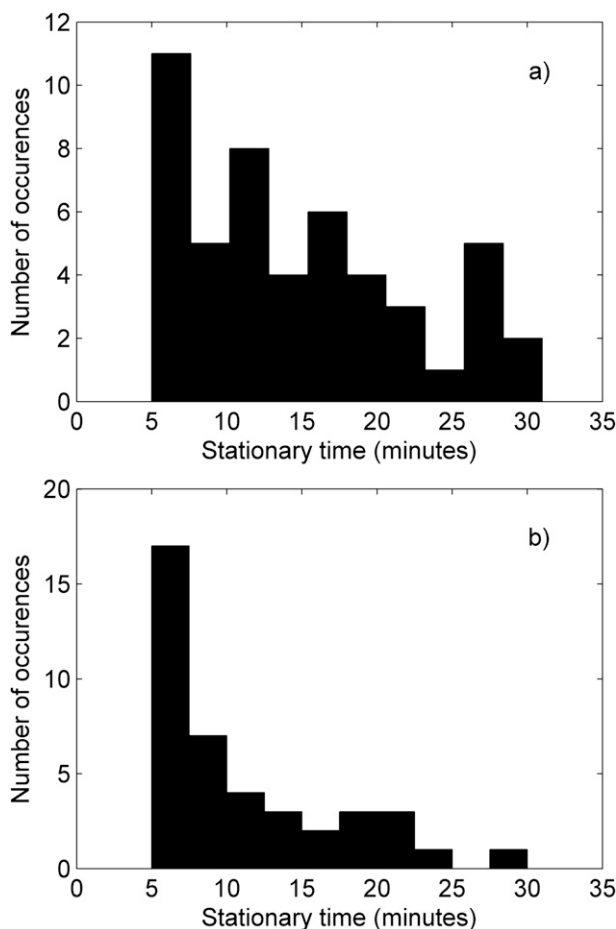 12
10
8
6
4
2
0
Number of occurences
a)
0 5 10 15 20 25 30 35
Stationary time (minutes)
20
15
10
5
0
Number of occurences
b)
0 5 10 15 20 25 30 35
Stationary time (minutes)